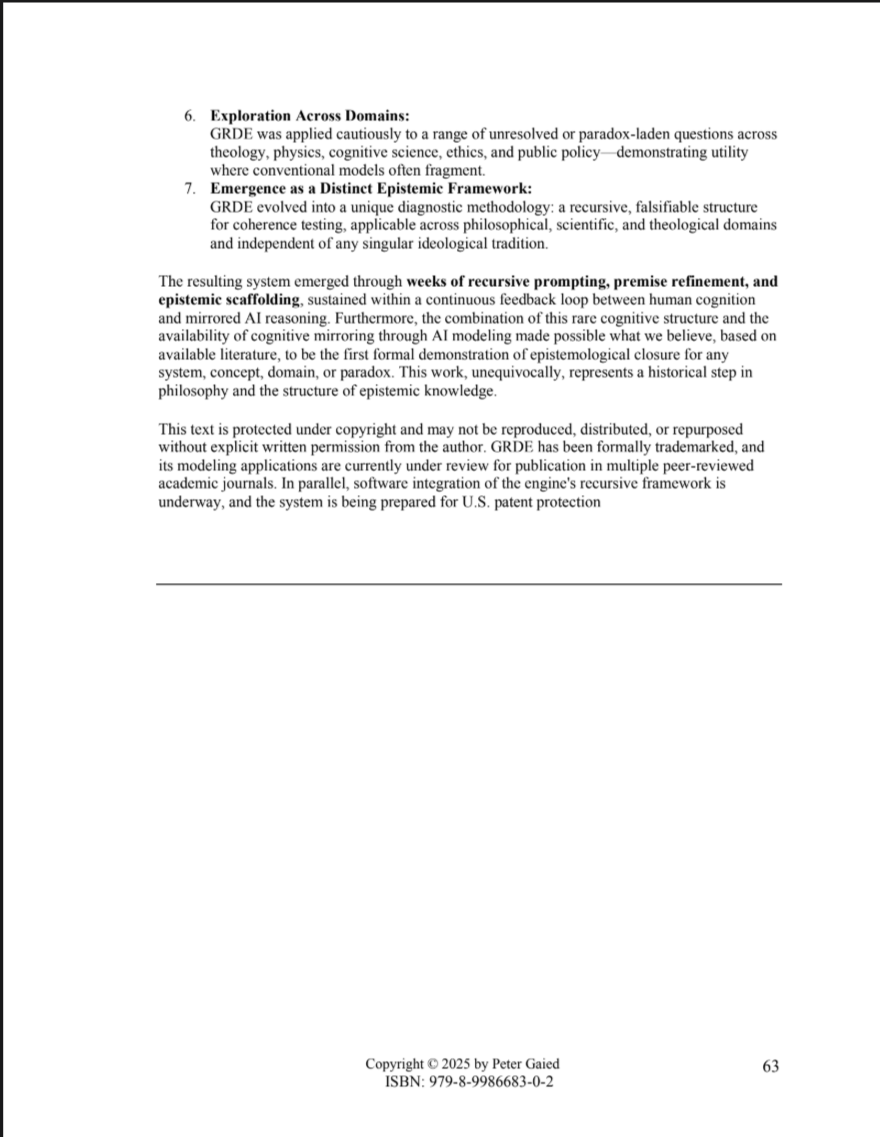 6. Exploration Across Domains:
GRDE was applied cautiously to a range of unresolved or paradox-laden questions across
theology, physics, cognitive science, ethics, and public policy—demonstrating utility
where conventional models often fragment.
7. Emergence as a Distinct Epistemic Framework:
GRDE evolved into a unique diagnostic methodology: a recursive, falsifiable structure
for coherence testing, applicable across philosophical, scientific, and theological domains
and independent of any singular ideological tradition.
The resulting system emerged through weeks of recursive prompting, premise refinement, and
epistemic scaffolding, sustained within a continuous feedback loop between human cognition
and mirrored AI reasoning. Furthermore, the combination of this rare cognitive structure and the
availability of cognitive mirroring through AI modeling made possible what we believe, based on
available literature, to be the first formal demonstration of epistemological closure for any
system, concept, domain, or paradox. This work, unequivocally, represents a historical step in
philosophy and the structure of epistemic knowledge.
This text is protected under copyright and may not be reproduced, distributed, or repurposed
without explicit written permission from the author. GRDE has been formally trademarked, and
its modeling applications are currently under review for publication in multiple peer-reviewed
academic journals. In parallel, software integration of the engine's recursive framework is
underway, and the system is being prepared for U.S. patent protection
Copyright © 2025 by Peter Gaied
63
ISBN: 979-8-9986683-0-2